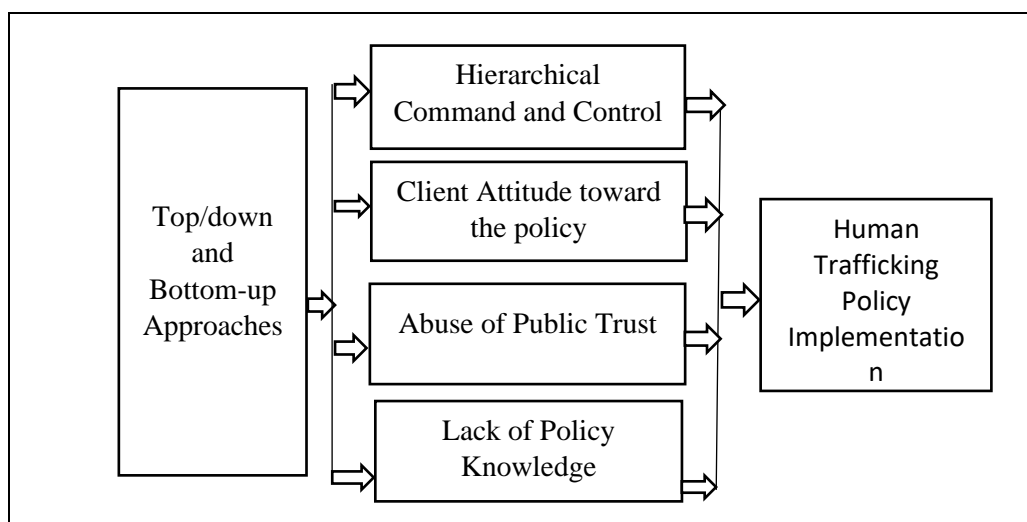 Top/down
and
Bottom-up
Approaches
Hierarchical
Command and Control
Client Attitude toward
the policy
Abuse of Public Trust
Lack of Policy
Knowledge
Human
Trafficking
Policy
Implementatio
n